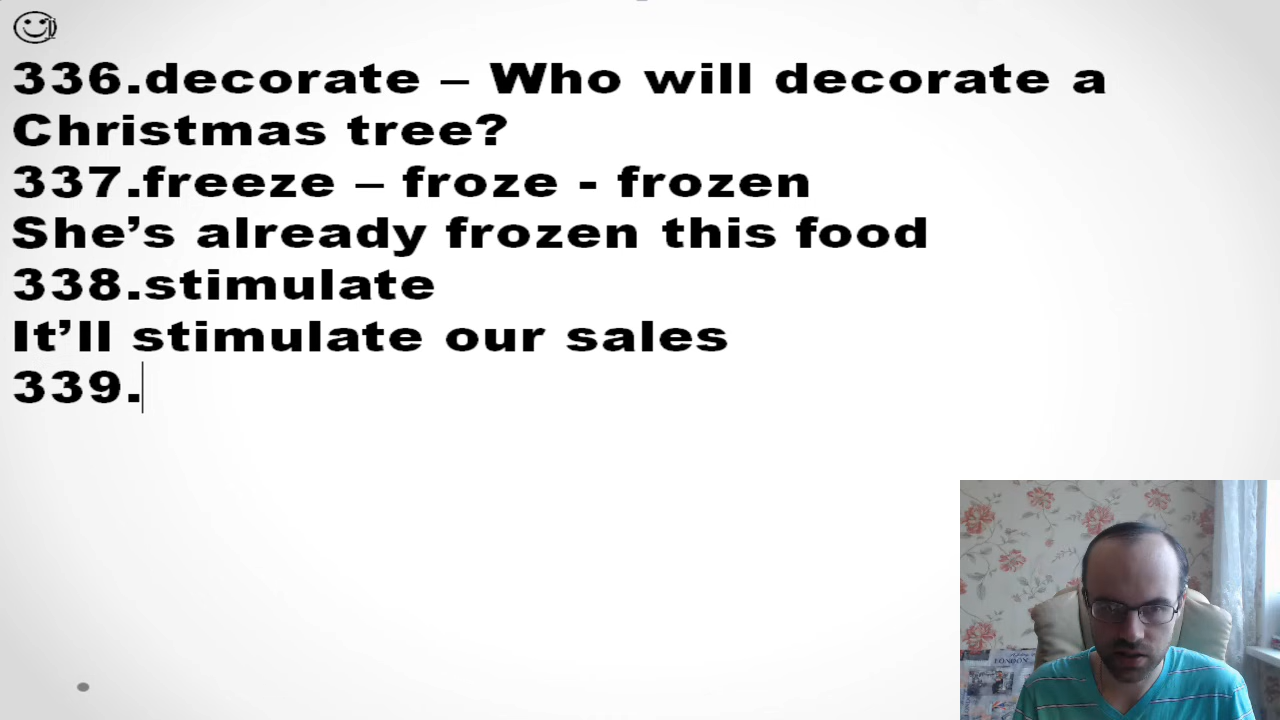 336.decorate – Who will decorate a
Christmas tree?
337.freeze – froze - frozen
She’s already frozen this food
338.stimulate
It’ll stimulate our sales
339.
LONDON